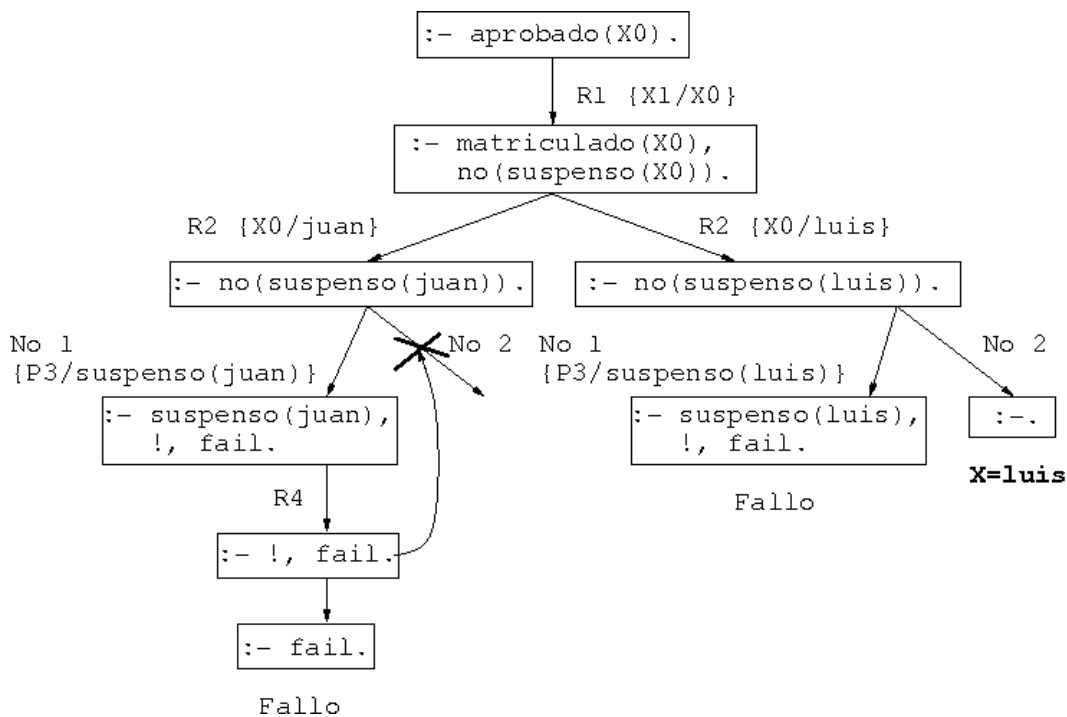 :- aprobado(X0).
R1 {X1/X0}
:- matriculado(X0),
no(suspenso(X0)).
R2 {X0/juan}
R2 {X0/luis}
:- no(suspenso(juan)).
:- no(suspenso(luis)).
No 1
{P3/suspenso(juan)}
No 2
No 1
{P3/suspenso(luis)}
No 2
:- suspenso(juan),
!, fail.
:- suspenso(luis),
!, fail.
:-.
X=luis
Fallo
R4
:- !, fail.
:- fail.
Fallo